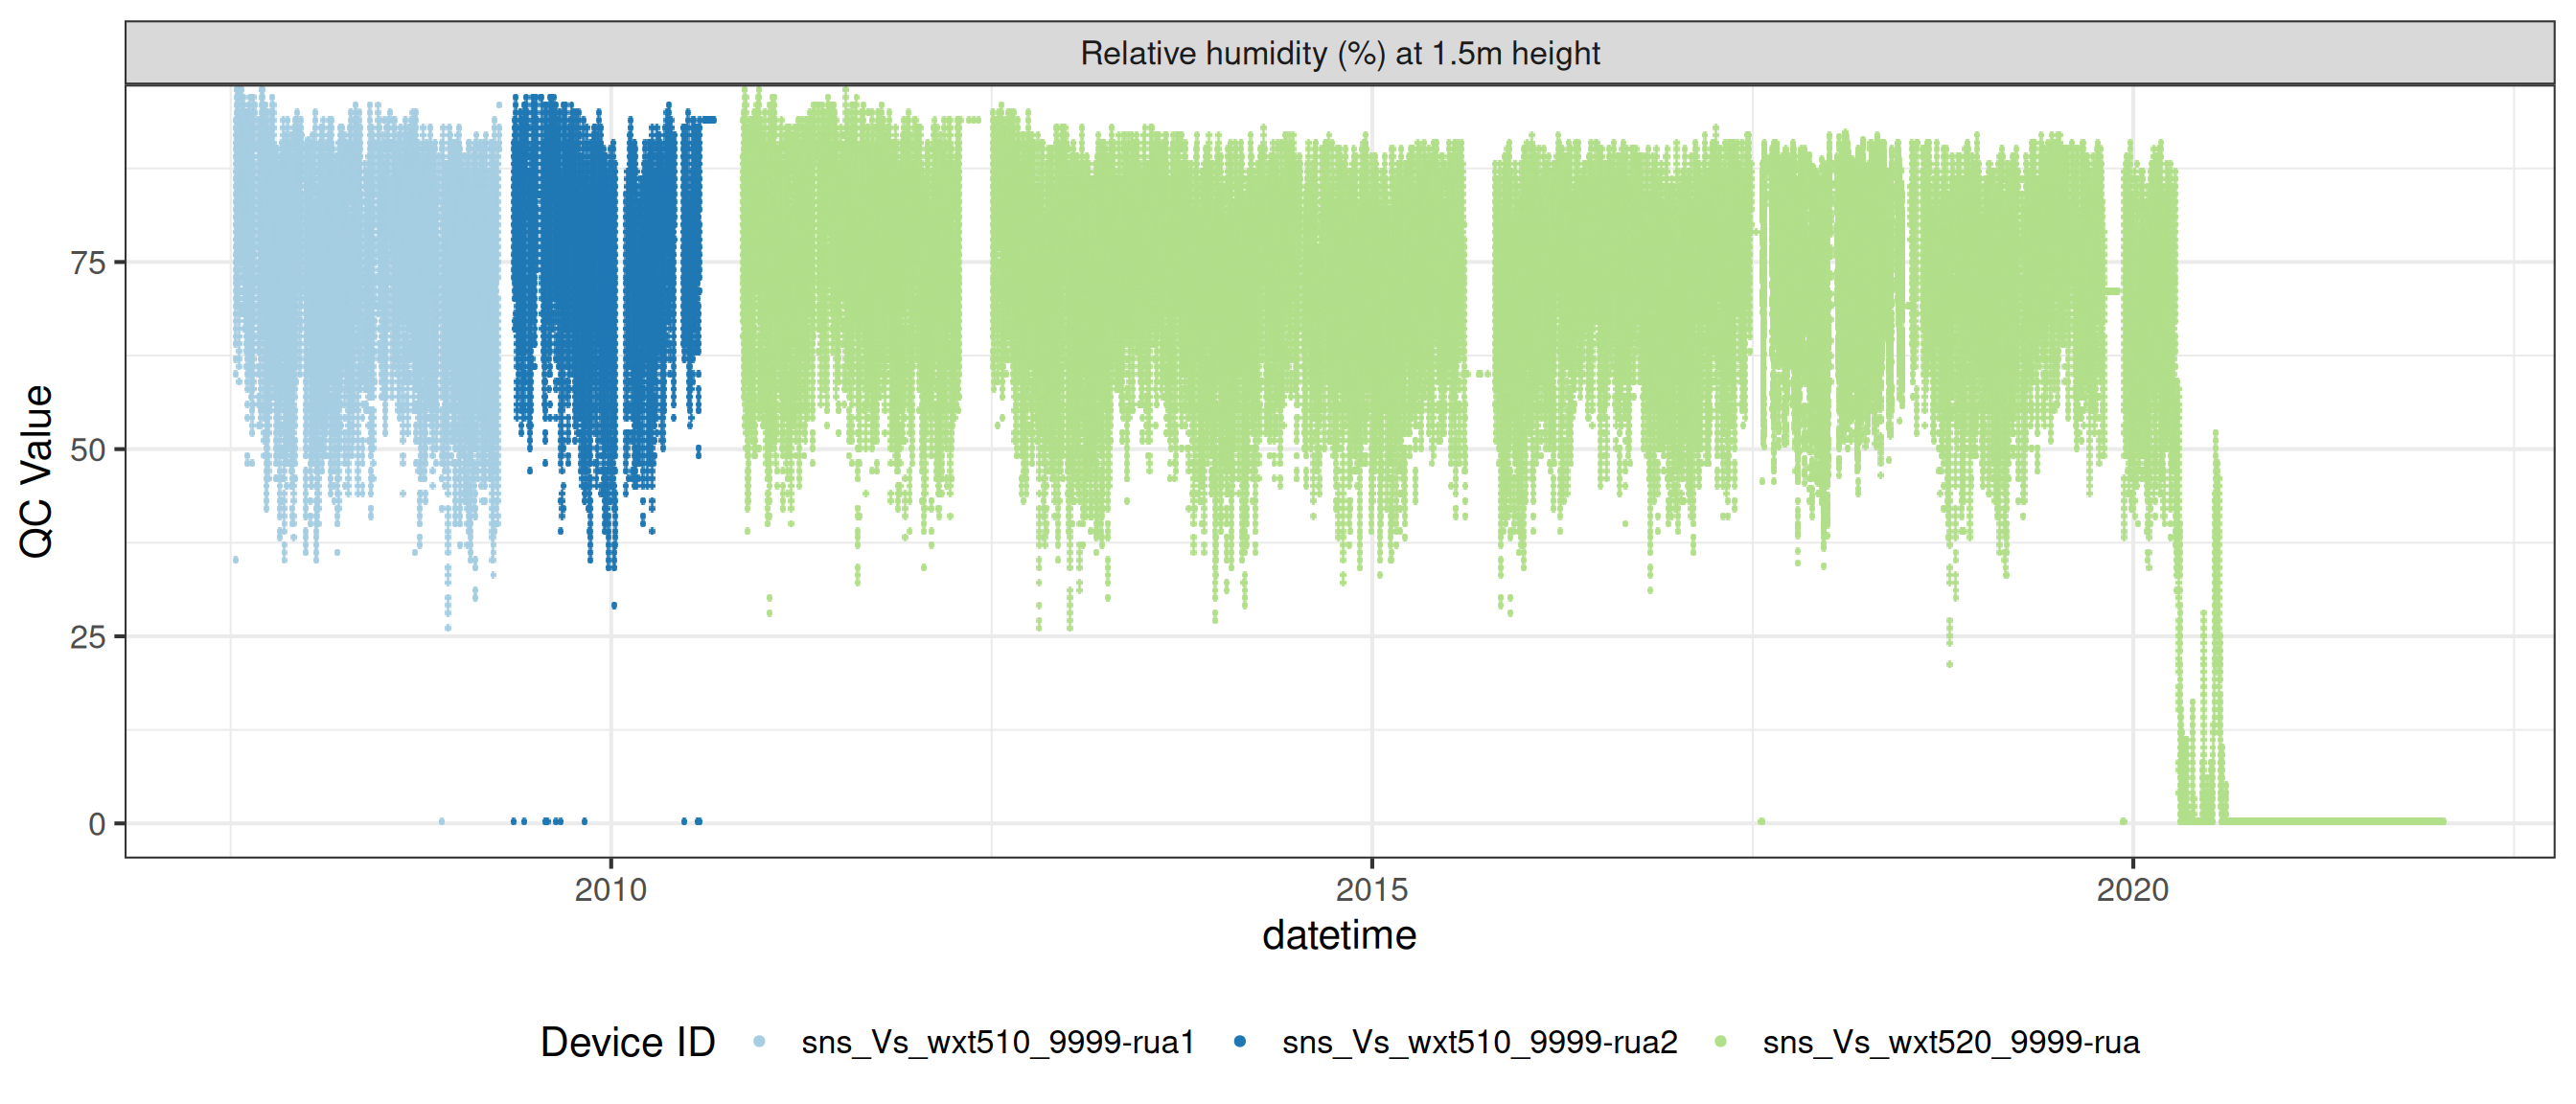 Relative humidity (%) at 1.5m height
75
50
25
0
QC Value
2010 2015 2020
datetime
Device ID sns_Vs_wxt510_9999-rua1 sns_Vs_wxt510_9999-rua2 sns_Vs_wxt520_9999-rua